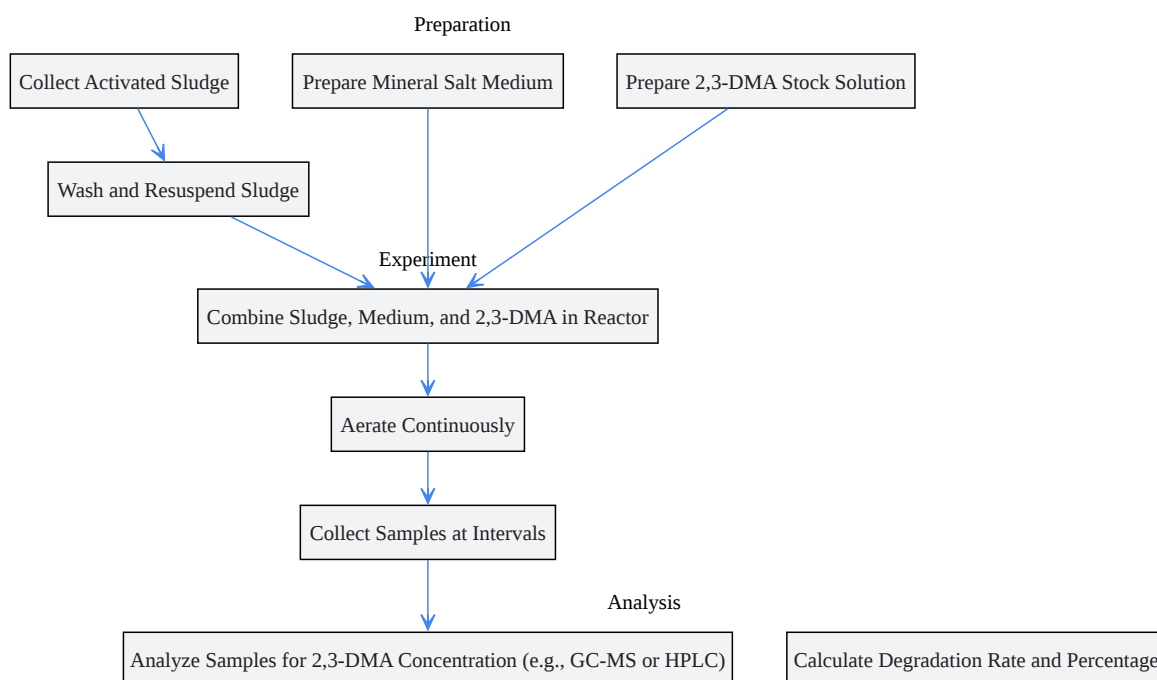 Preparation
Collect Activated Sludge
Prepare Mineral Salt Medium
Prepare 2,3-DMA Stock Solution
Wash and Resuspend Sludge
Experiment
Combine Sludge, Medium, and 2,3-DMA in Reactor
Aerate Continuously
Collect Samples at Intervals
Analysis
Analyze Samples for 2,3-DMA Concentration (e.g., GC-MS or HPLC)
Calculate Degradation Rate and Percentage